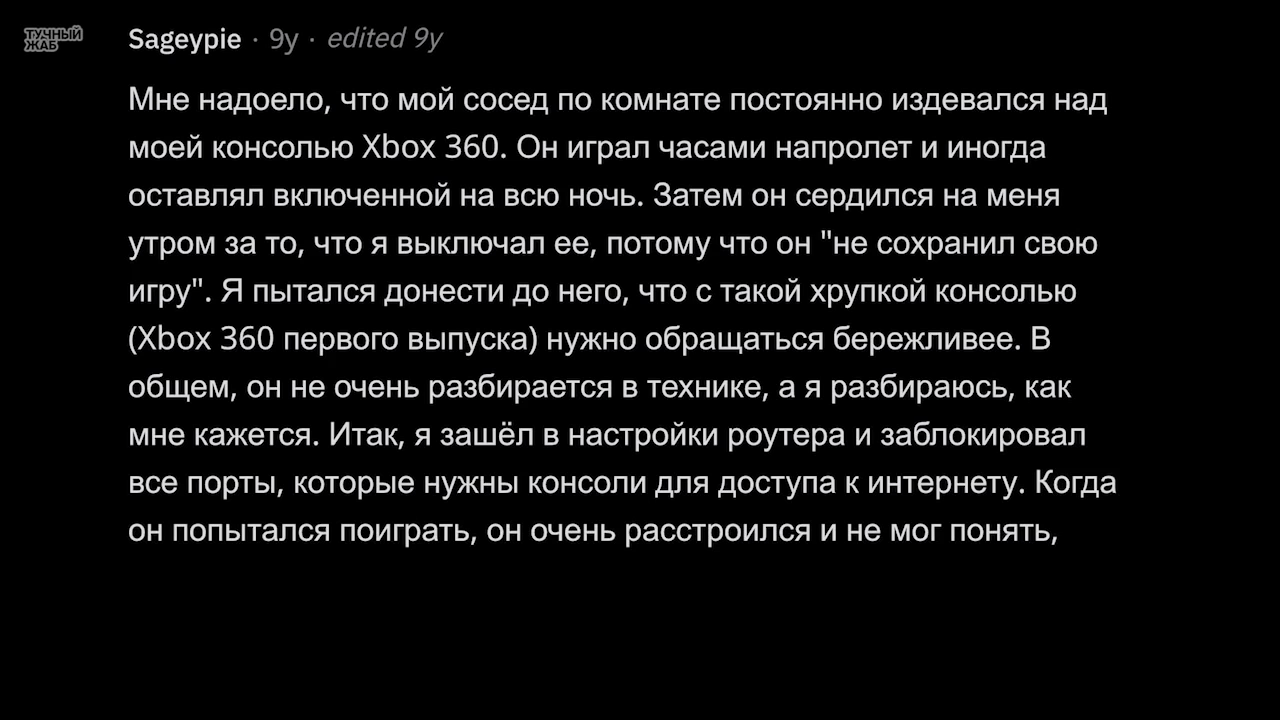 ТУЧНЫЙ
ЖАБ
Sageypie · 9y · edited 9y
Мне надоело, что мой сосед по комнате постоянно издевался над
моей консолью Xbox 360. Он играл часами напролет и иногда
оставлял включенной на всю ночь. Затем он сердился на меня
утром за то, что я выключал ее, потому что он "не сохранил свою
игру". Я пытался донести до него, что с такой хрупкой консолью
(Xbox 360 первого выпуска) нужно обращаться бережливее. В
общем, он не очень разбирается в технике, а я разбираюсь, как
мне кажется. Итак, я зашёл в настройки роутера и заблокировал
все порты, которые нужны консоли для доступа к интернету. Когда
он попытался поиграть, он очень расстроился и не мог понять,